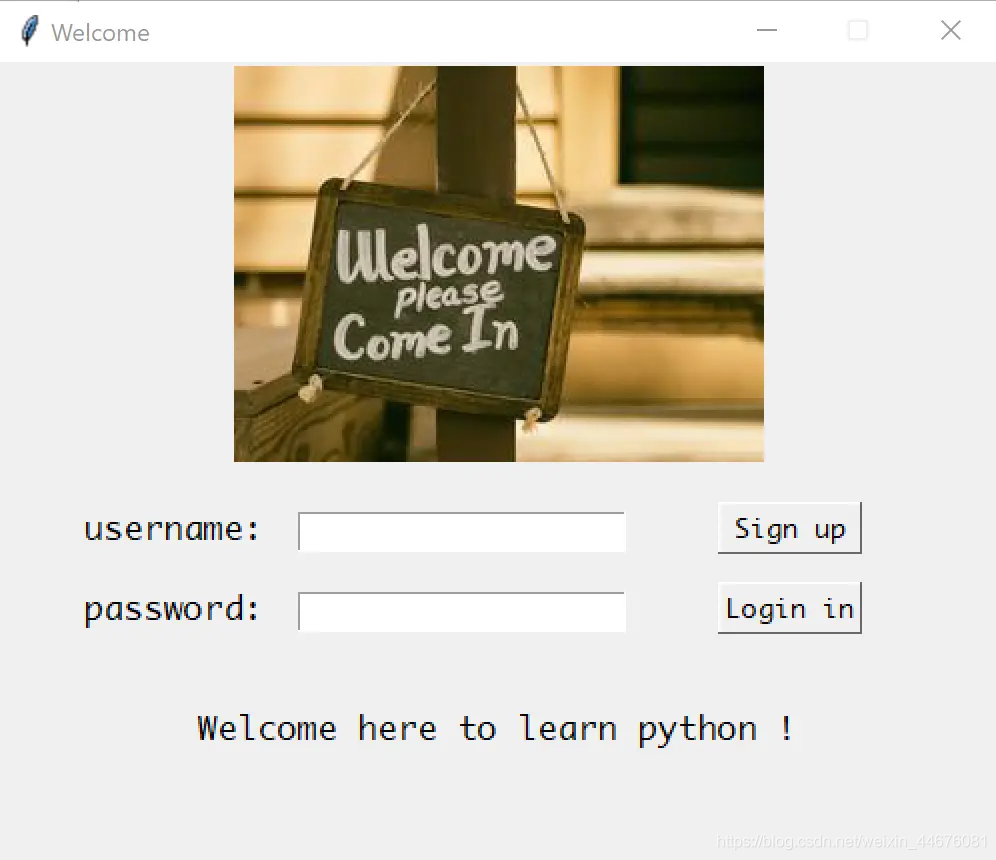 Welcome
Welcome
please
Come In
username:
Sign up
password:
Login in
Welcome here to learn python !
https://blog.csdn.net/weixin_44676081